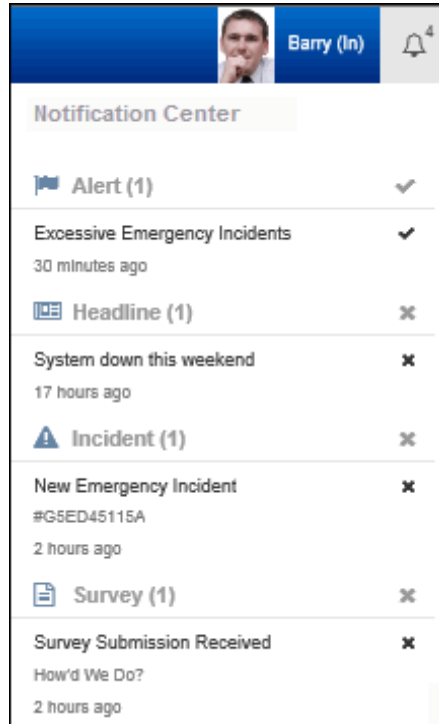 Barry (In)
4
Notification Center
Alert (1)
Excessive Emergency Incidents
30 minutes ago
Headline (1)
System down this weekend
17 hours ago
Incident (1)
New Emergency Incident
#G5ED45115A
2 hours ago
Survey (1)
Survey Submission Received
How'd We Do?
2 hours ago